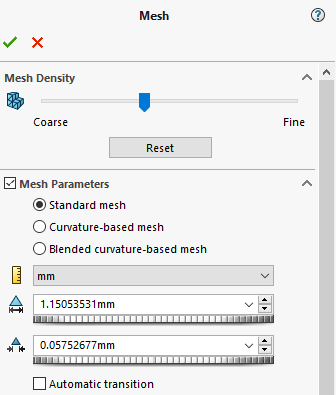 Mesh
Mesh Density
Coarse Fine
Reset
Mesh Parameters
Standard mesh
Curvature-based mesh
Blended curvature-based mesh
mm
1.15053531mm
0.05752677mm
Automatic transition